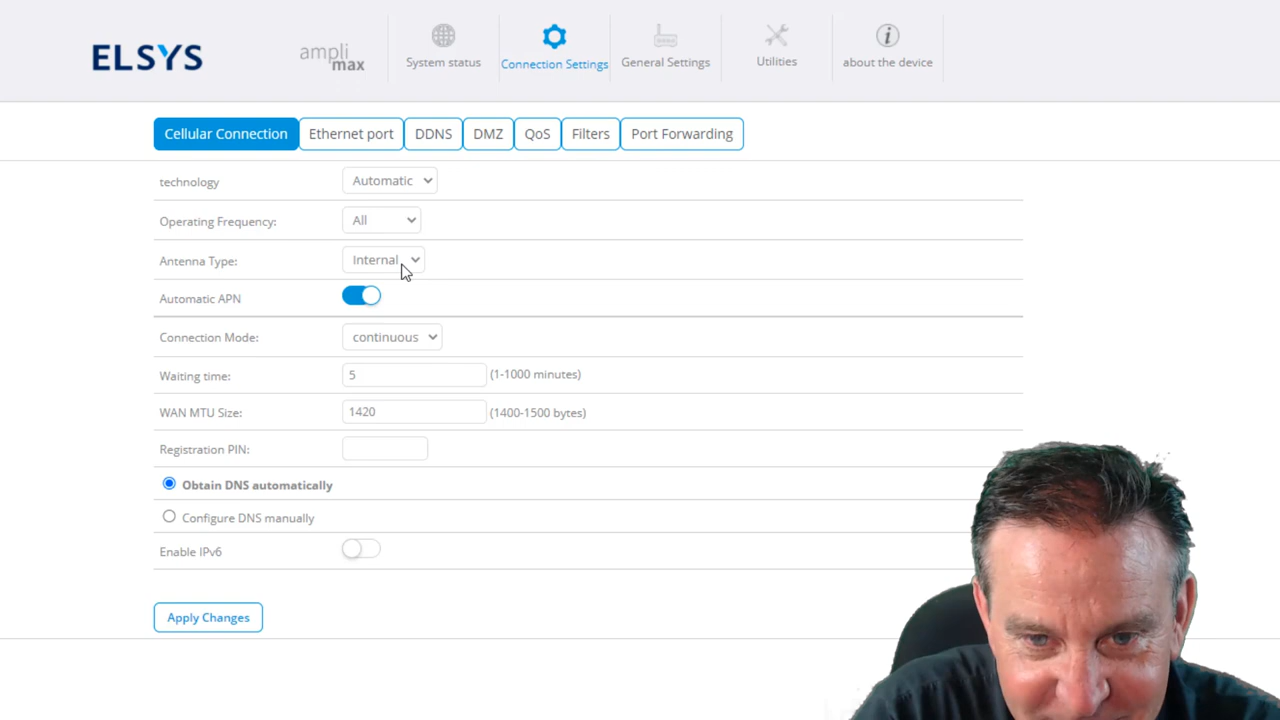 ELSYS
ampli
max
System status
Connection Settings
General Settings
Utilities
about the device
Cellular Connection
Ethernet port
DDNS
DMZ
QoS
Filters
Port Forwarding
technology Automatic
Operating Frequency: All
Antenna Type: Internal
Automatic APN
Connection Mode: continuous
Waiting time: 5 (1-1000 minutes)
WAN MTU Size: 1420 (1400-1500 bytes)
Registration PIN:
Obtain DNS automatically
Configure DNS manually
Enable IPv6
Apply Changes